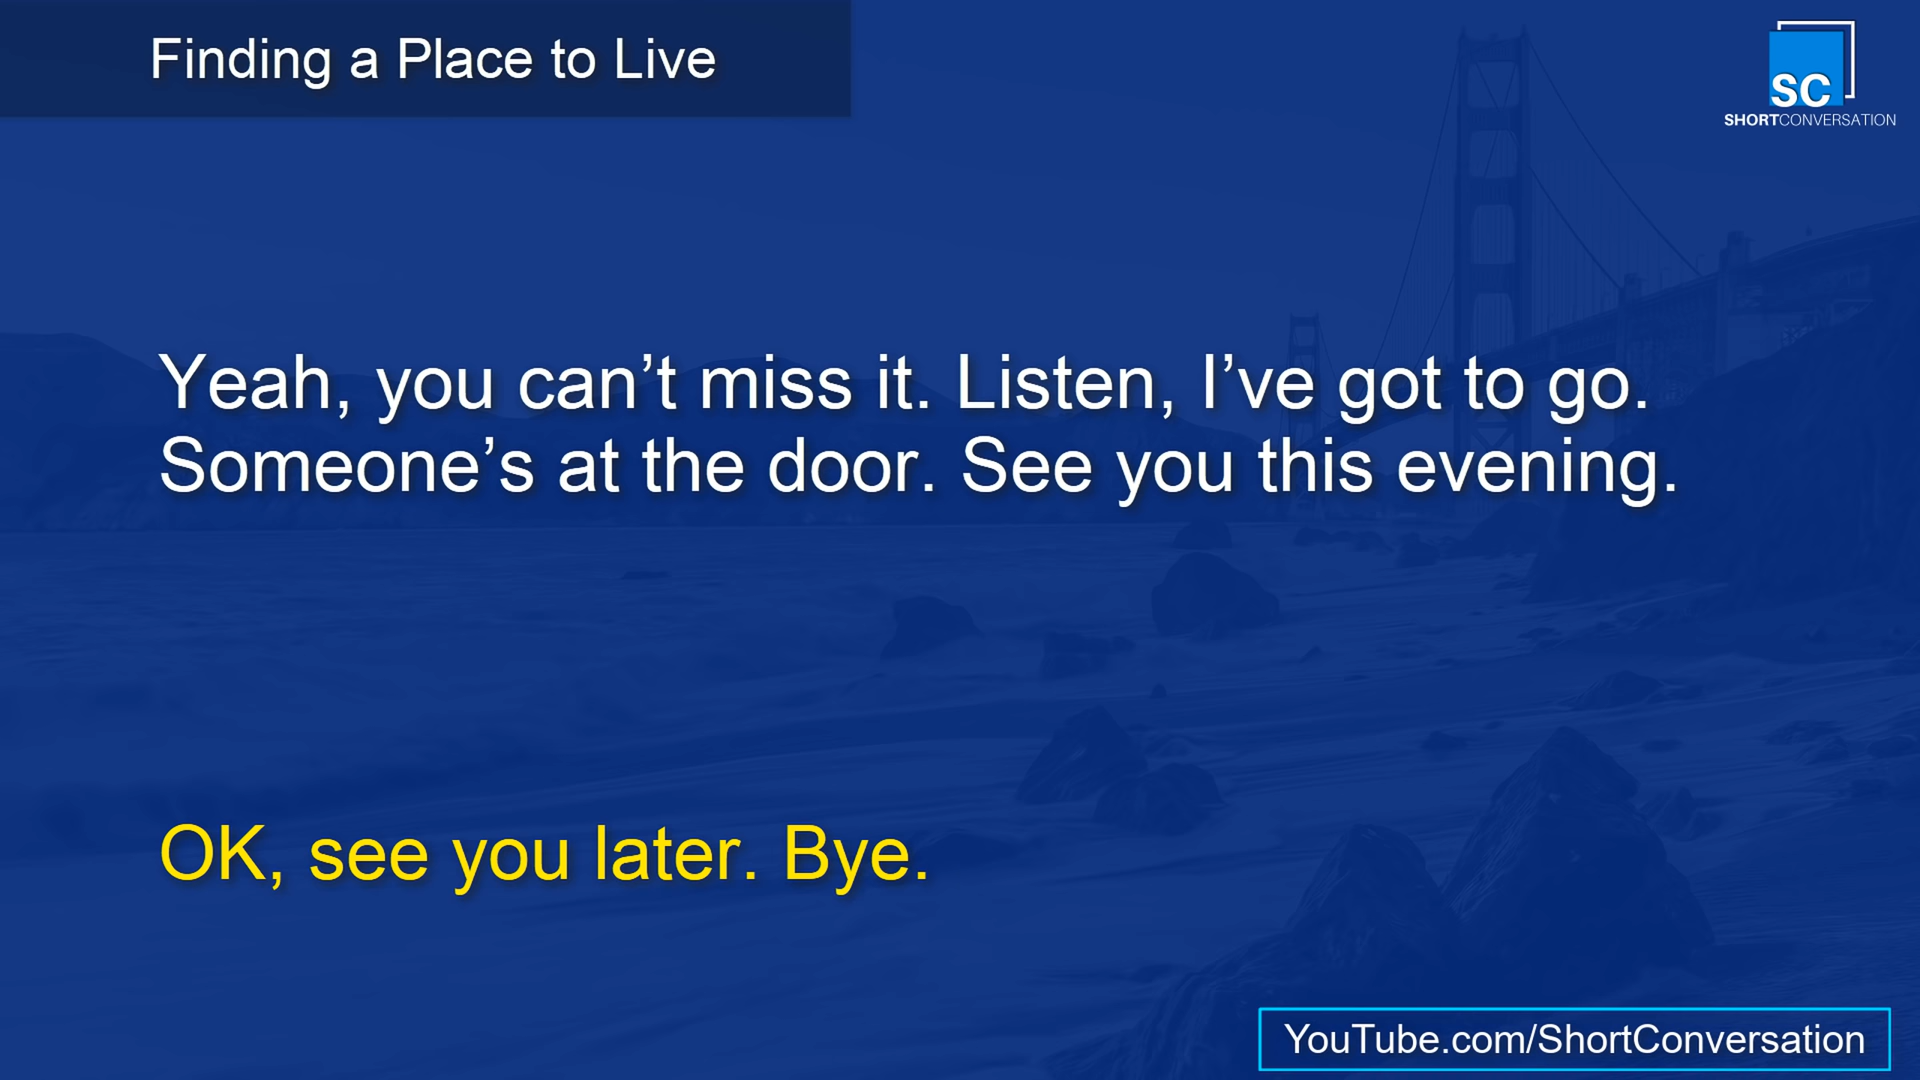 Finding a Place to Live
SC
SHORTCONVERSATION
Yeah, you can’t miss it. Listen, I’ve got to go.
Someone’s at the door. See you this evening.
OK, see you later. Bye.
YouTube.com/ShortConversation